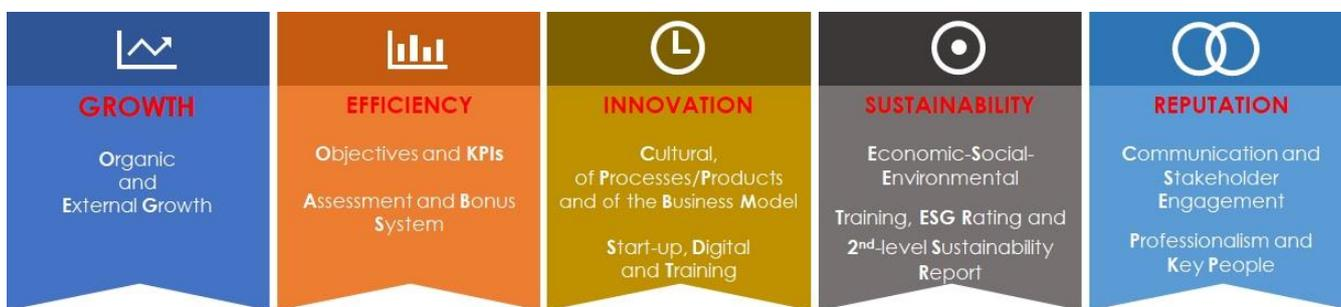 GROWTH
Organic
and
External Growth
EFFICIENCY
Objectives and KPIs
Assessment and Bonus
System
INNOVATION
Cultural,
of Processes/Products
and of the Business Model
Start-up, Digital
and Training
SUSTAINABILITY
Economic-Social-
Environmental
Training, ESG Rating and
2nd-level Sustainability
Report
REPUTATION
Communication and
Stakeholder
Engagement
Professionalism and
Key People